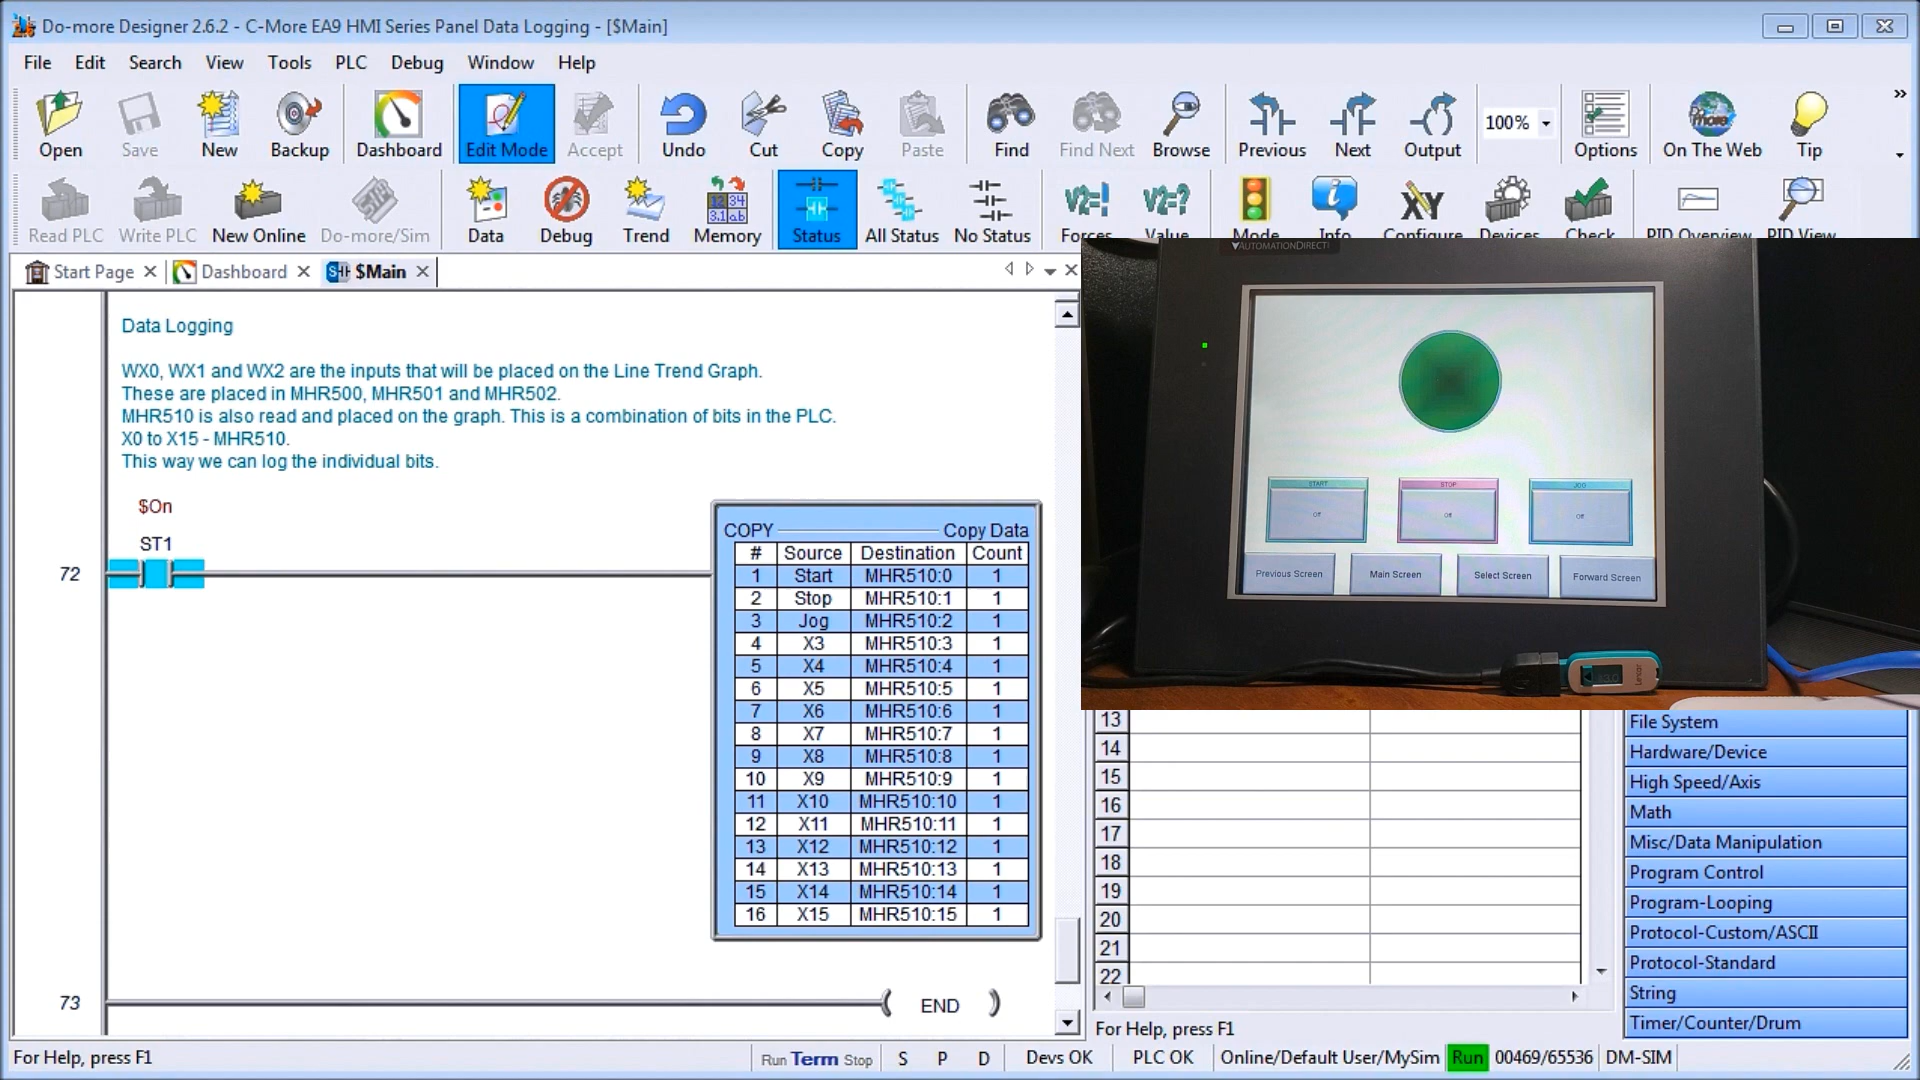 Do-more Designer 2.6.2 - C-More EA9 HMI Series Panel Data Logging - [$Main]
File Edit Search View Tools PLC Debug Window Help
Open Save New Backup Dashboard Edit Mode Accept Undo Cut Copy Paste Find Find Next Browse Previous Next Output 100% Options On The Web Tip
Read PLC Write PLC New Online Do-more/Sim Data Debug Trend Memory Status All Status No Status Forces Value Mode Info Configure Devices Check PID Overview PID View
Start Page Dashboard $Main
AUTOMATIONDIRECT
Data Logging
WX0, WX1 and WX2 are the inputs that will be placed on the Line Trend Graph.
These are placed in MHR500, MHR501 and MHR502.
MHR510 is also read and placed on the graph. This is a combination of bits in the PLC.
X0 to X15 - MHR510.
This way we can log the individual bits.
$On
ST1
72
COPY Copy Data
# Source Destination Count
1 Start MHR510:0 1
2 Stop MHR510:1 1
3 Jog MHR510:2 1
4 X3 MHR510:3 1
5 X4 MHR510:4 1
6 X5 MHR510:5 1
7 X6 MHR510:6 1
8 X7 MHR510:7 1
9 X8 MHR510:8 1
10 X9 MHR510:9 1
11 X10 MHR510:10 1
12 X11 MHR510:11 1
13 X12 MHR510:12 1
14 X13 MHR510:13 1
15 X14 MHR510:14 1
16 X15 MHR510:15 1
73 END
START STOP JOG
Off Off Off
Previous Screen Main Screen Select Screen Forward Screen
Lexar
13
14
15
16
17
18
19
20
21
22
File System
Hardware/Device
High Speed/Axis
Math
Misc/Data Manipulation
Program Control
Program-Looping
Protocol-Custom/ASCII
Protocol-Standard
String
Timer/Counter/Drum
For Help, press F1
For Help, press F1 Run Term Stop S P D Devs OK PLC OK Online/Default User/MySim Run 00469/65536 DM-SIM